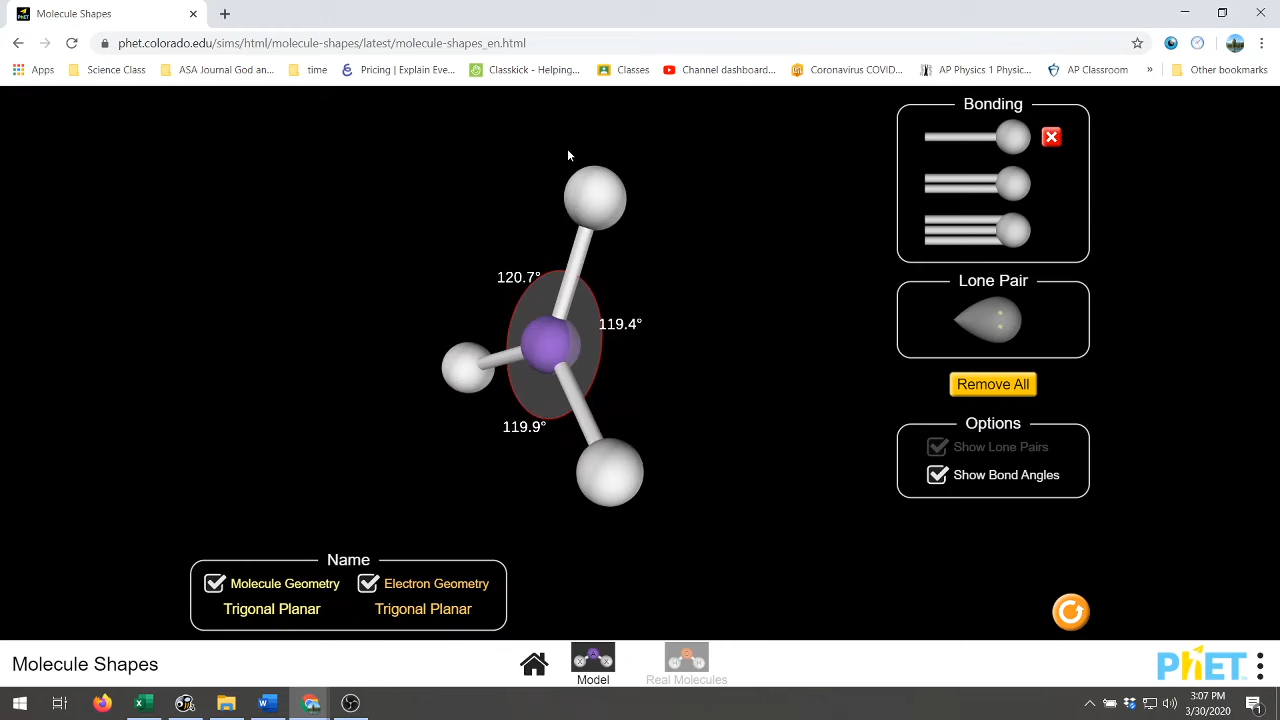 Molecule Shapes
phet.colorado.edu/sims/html/molecule-shapes/latest/molecule-shapes_en.html
Apps
Science Class
ASA Journal God an...
time
Pricing | Explain Eve...
Classkick - Helping...
Classes
Channel dashboard...
Coronavirus COVID...
AP Physics 1 Physic...
AP Classroom
»
Other bookmarks
Bonding
120.7°
119.4°
119.9°
Lone Pair
Remove All
Options
Show Lone Pairs
Show Bond Angles
Name
Molecule Geometry
Electron Geometry
Trigonal Planar
Trigonal Planar
Molecule Shapes
Model
Real Molecules
PhET
3:07 PM
3/30/2020